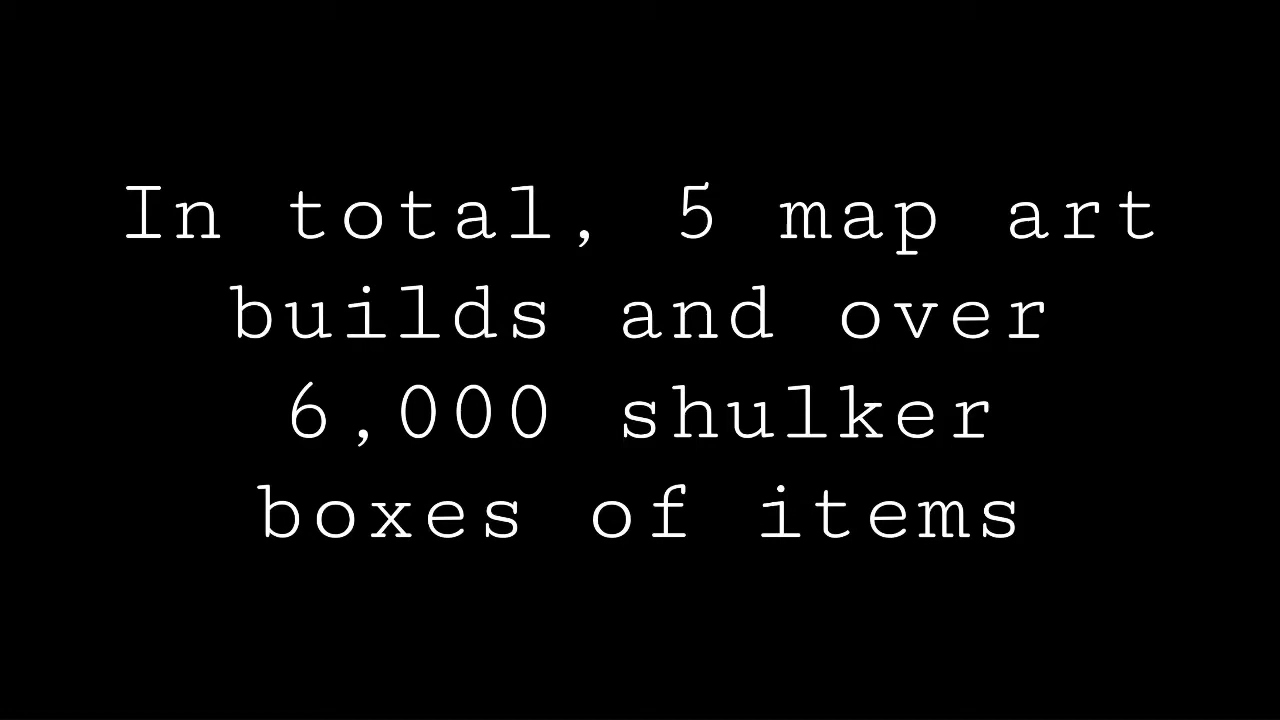 In total, 5 map art
builds and over
6,000 shulker
boxes of items